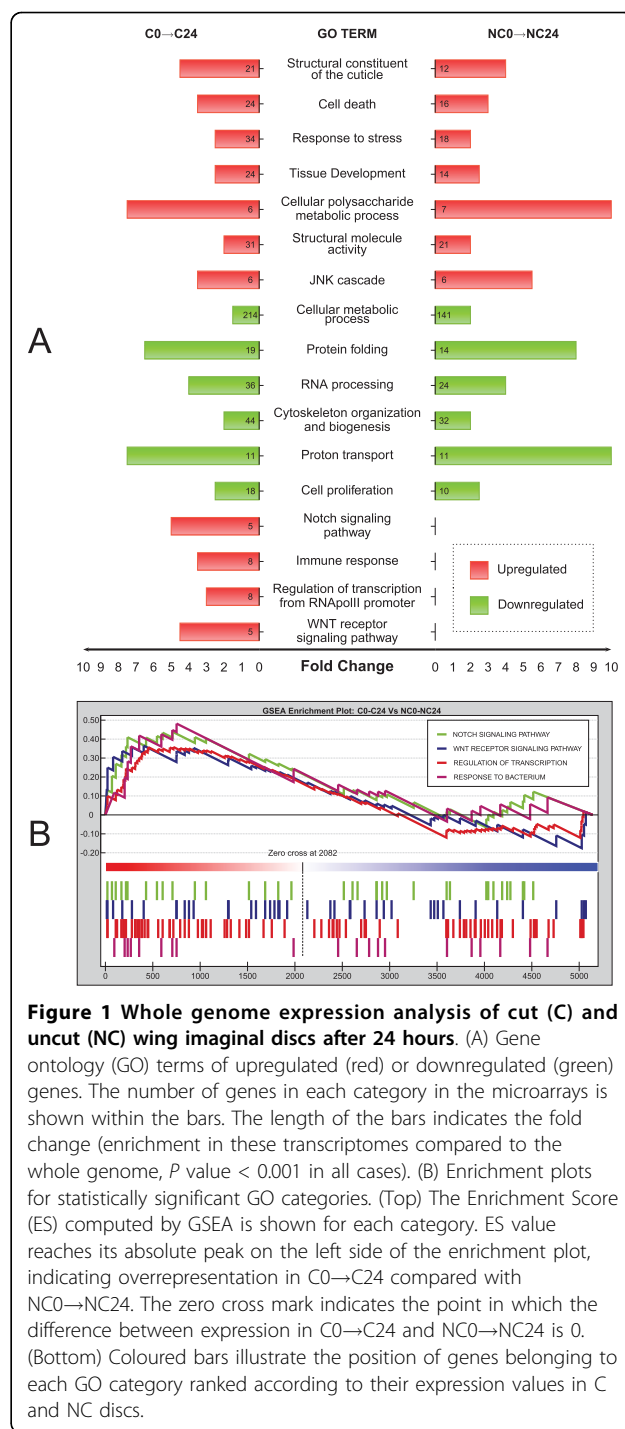 C0→C24 GO TERM NC0→NC24
21 Structural constituent of the cuticle 12
24 Cell death 16
34 Response to stress 18
24 Tissue Development 14
6 Cellular polysaccharide metabolic process 7
31 Structural molecule activity 21
6 JNK cascade 6
214 Cellular metabolic process 141
A
19 Protein folding 14
36 RNA processing 24
44 Cytoskeleton organization and biogenesis 32
11 Proton transport 11
18 Cell proliferation 10
5 Notch signaling pathway
8 Immune response
8 Regulation of transcription from RNApolII promoter
5 WNT receptor signaling pathway
Upregulated
Downregulated
10 9 8 7 6 5 4 3 2 1 0 Fold Change 0 1 2 3 4 5 6 7 8 9 10
GSEA Enrichment Plot: C0-C24 Vs NC0-NC24
0.50
0.40
0.30
0.20
0.10
0
-0.10
-0.20
NOTCH SIGNALING PATHWAY
WNT RECEPTOR SIGNALING PATHWAY
REGULATION OF TRANSCRIPTION
RESPONSE TO BACTERIUM
B
Zero cross at 2082
0 500 1000 1500 2000 2500 3000 3500 4000 4500 5000
Figure 1 Whole genome expression analysis of cut (C) and
uncut (NC) wing imaginal discs after 24 hours. (A) Gene
ontology (GO) terms of upregulated (red) or downregulated (green)
genes. The number of genes in each category in the microarrays is
shown within the bars. The length of the bars indicates the fold
change (enrichment in these transcriptomes compared to the
whole genome, P value < 0.001 in all cases). (B) Enrichment plots
for statistically significant GO categories. (Top) The Enrichment Score
(ES) computed by GSEA is shown for each category. ES value
reaches its absolute peak on the left side of the enrichment plot,
indicating overrepresentation in C0→C24 compared with
NC0→NC24. The zero cross mark indicates the point in which the
difference between expression in C0→C24 and NC0→NC24 is 0.
(Bottom) Coloured bars illustrate the position of genes belonging to
each GO category ranked according to their expression values in C
and NC discs.